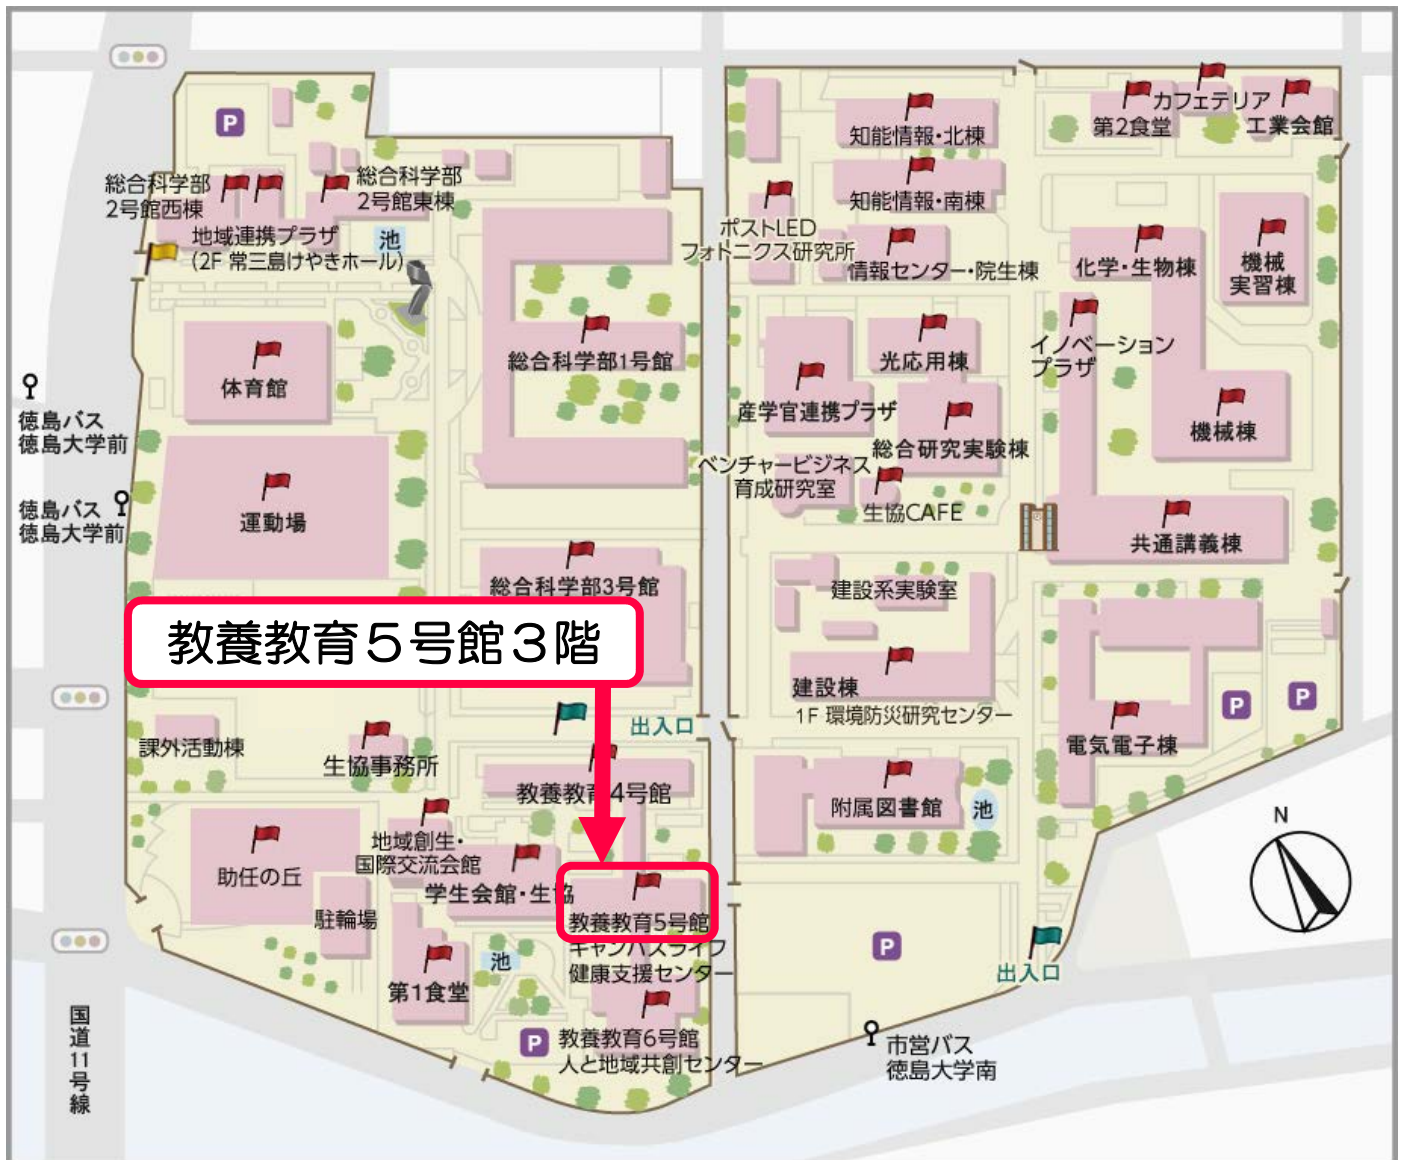 P
総合科学部
2号館西棟
総合科学部
2号館東棟
地域連携プラザ
(2F 常三島けやきホール)
池
体育館
総合科学部1号館
徳島バス
徳島大学前
徳島バス
徳島大学前
運動場
総合科学部3号館
教養教育5号館3階
出入口
課外活動棟
生協事務所
教養教育4号館
地域創生・
国際交流会館
助任の丘
学生会館・生協
駐輪場
教養教育5号館
キャンパスライフ
健康支援センター
池
第1食堂
P
教養教育6号館
人と地域共創センター
国道11号線
知能情報・北棟
知能情報・南棟
第2食堂
カフェテリア
工業会館
ポストLED
フォトニクス研究所
情報センター・院生棟
化学・生物棟
機械
実習棟
イノベーション
プラザ
光応用棟
産学官連携プラザ
総合研究実験棟
機械棟
ベンチャービジネス
育成研究室
生協CAFE
共通講義棟
建設系実験室
建設棟
1F 環境防災研究センター
P
P
電気電子棟
附属図書館
池
N
P
出入口
市営バス
徳島大学南